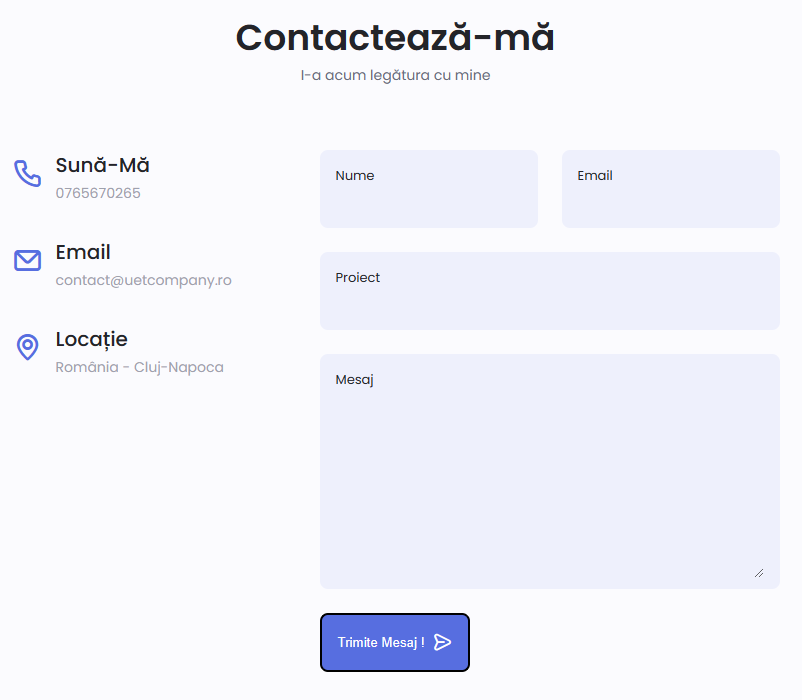 Contactează-mă
I-a acum legătura cu mine
Sună-Mă
0765670265
Email
contact@uetcompany.ro
Locație
România - Cluj-Napoca
Nume
Email
Proiect
Mesaj
Trimite Mesaj !